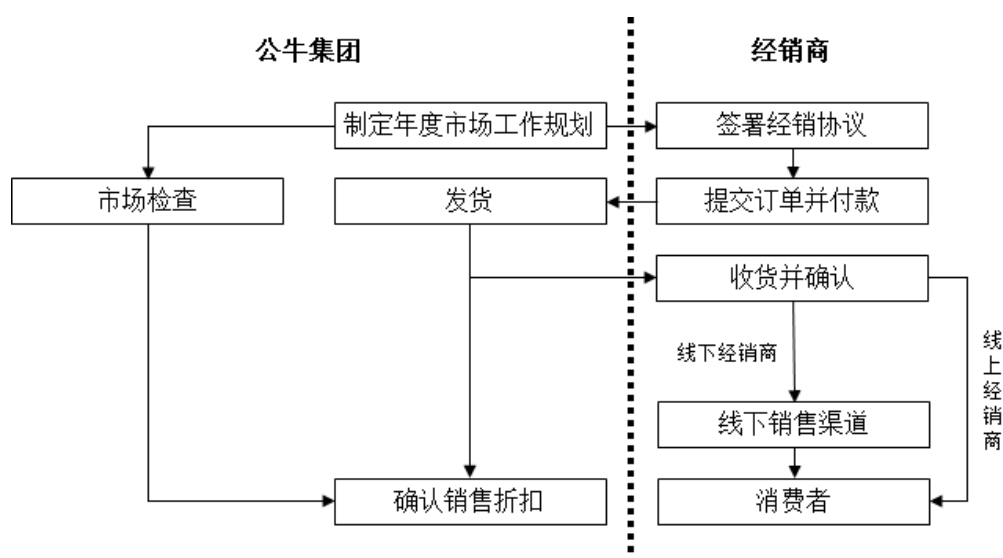 公牛集团
经销商
制定年度市场工作规划
签署经销协议
市场检查
发货
提交订单并付款
收货并确认
线下经销商
线上经销商
线下销售渠道
确认销售折扣
消费者